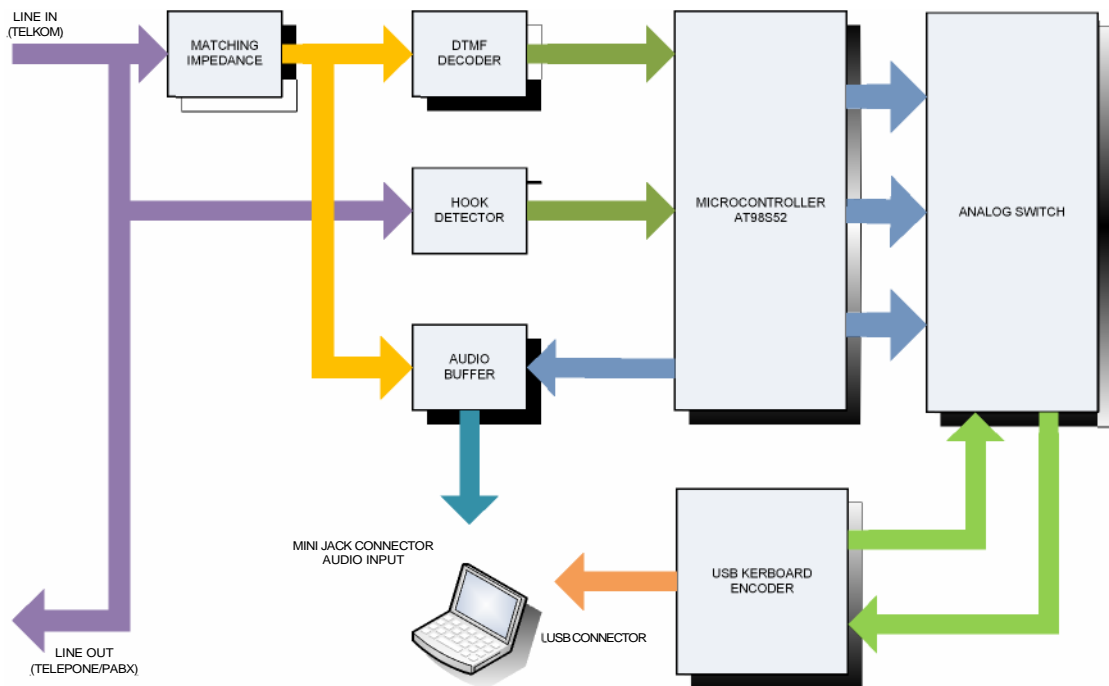 LINE IN
(TELKOM)
MATCHING
IMPEDANCE
DTMF
DECODER
HOOK
DETECTOR
MICROCONTROLLER
AT98S52
ANALOG SWITCH
AUDIO
BUFFER
MINI JACK CONNECTOR
AUDIO INPUT
USB KERBOARD
ENCODER
USB CONNECTOR
LINE OUT
(TELEPONE/PABX)